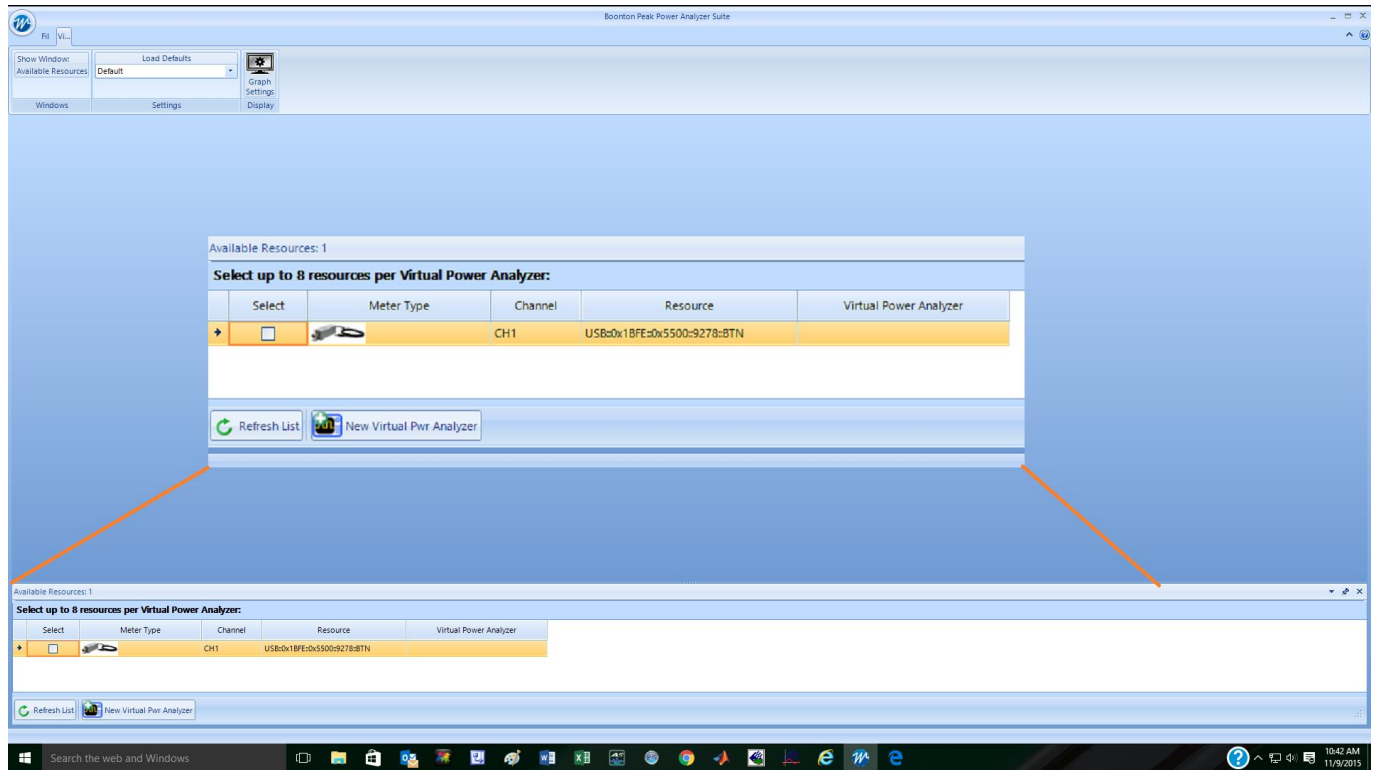 Boonton Peak Power Analyzer Suite
Fil Vi...
Show Window:
Available Resources
Load Defaults
Default
Graph
Settings
Windows Settings Display
Available Resources: 1
Select up to 8 resources per Virtual Power Analyzer:
Select Meter Type Channel Resource Virtual Power Analyzer
CH1 USB::0x1BFE::0x5500::9278::BTN
Refresh List New Virtual Pwr Analyzer
Available Resources: 1
Select up to 8 resources per Virtual Power Analyzer:
Select Meter Type Channel Resource Virtual Power Analyzer
CH1 USB::0x1BFE::0x5500::9278::BTN
Refresh List New Virtual Pwr Analyzer
Search the web and Windows
10:42 AM
11/9/2015